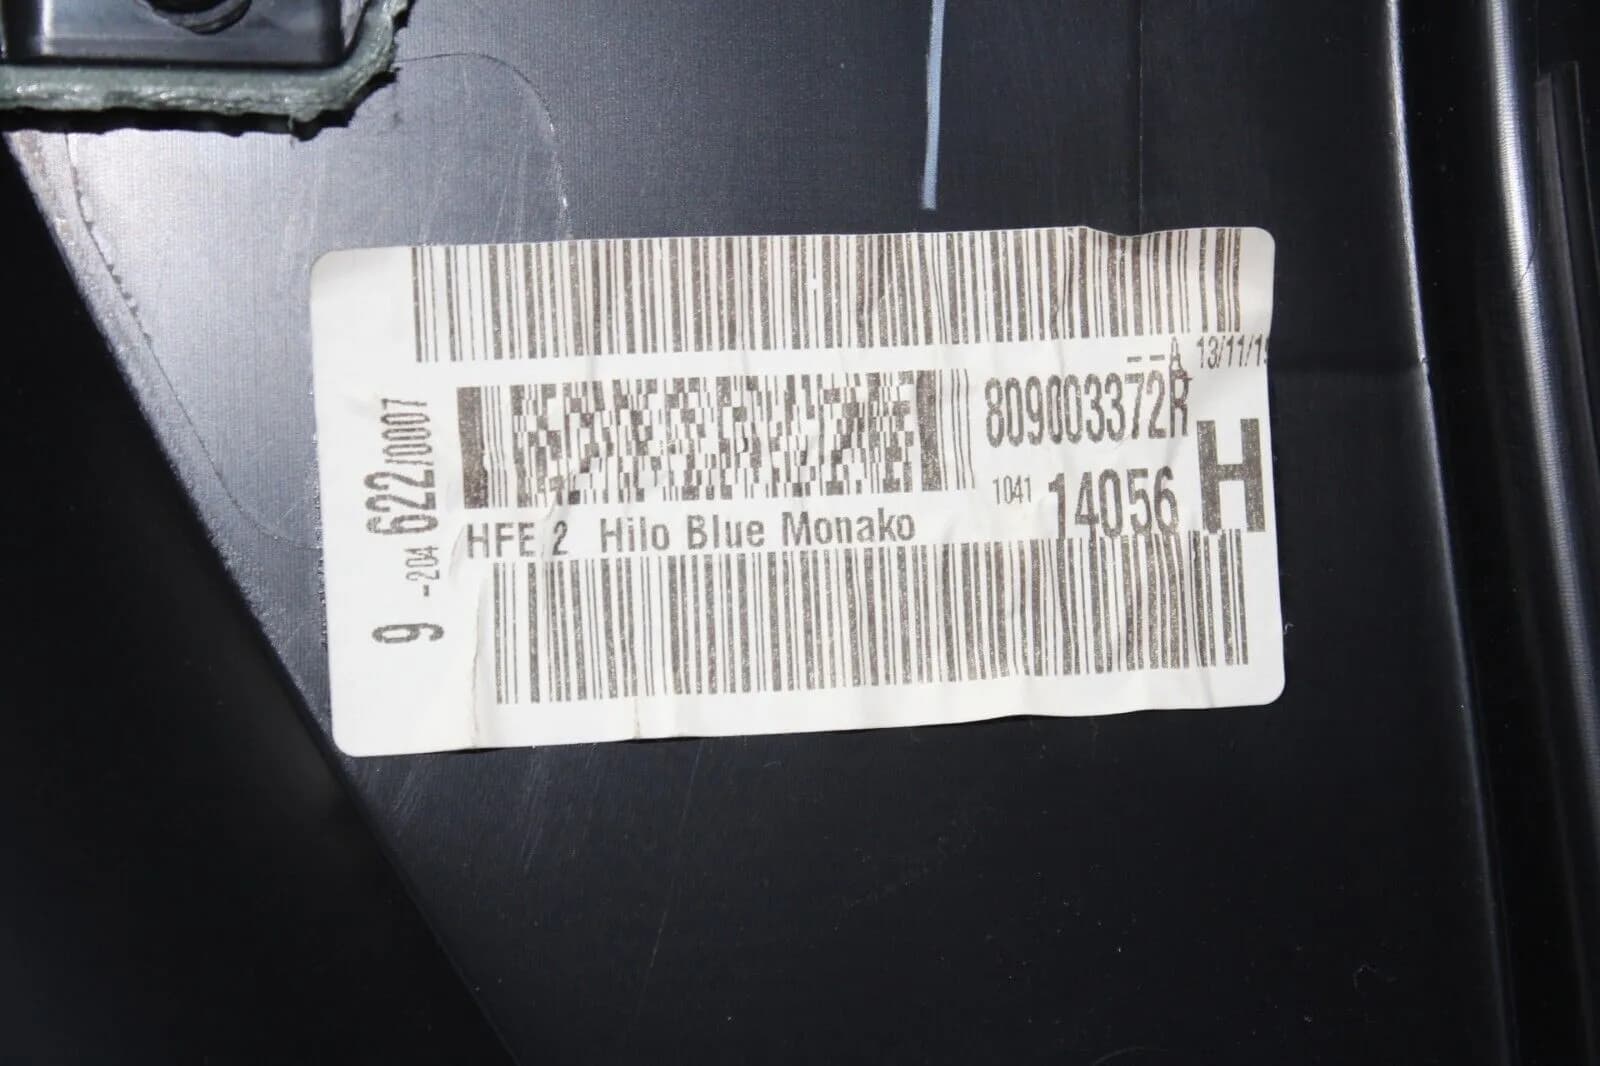 --A 13/11/1
809003372R
H
1041 14056
HFE 2 Hilo Blue Monako
9 -204 622/0007